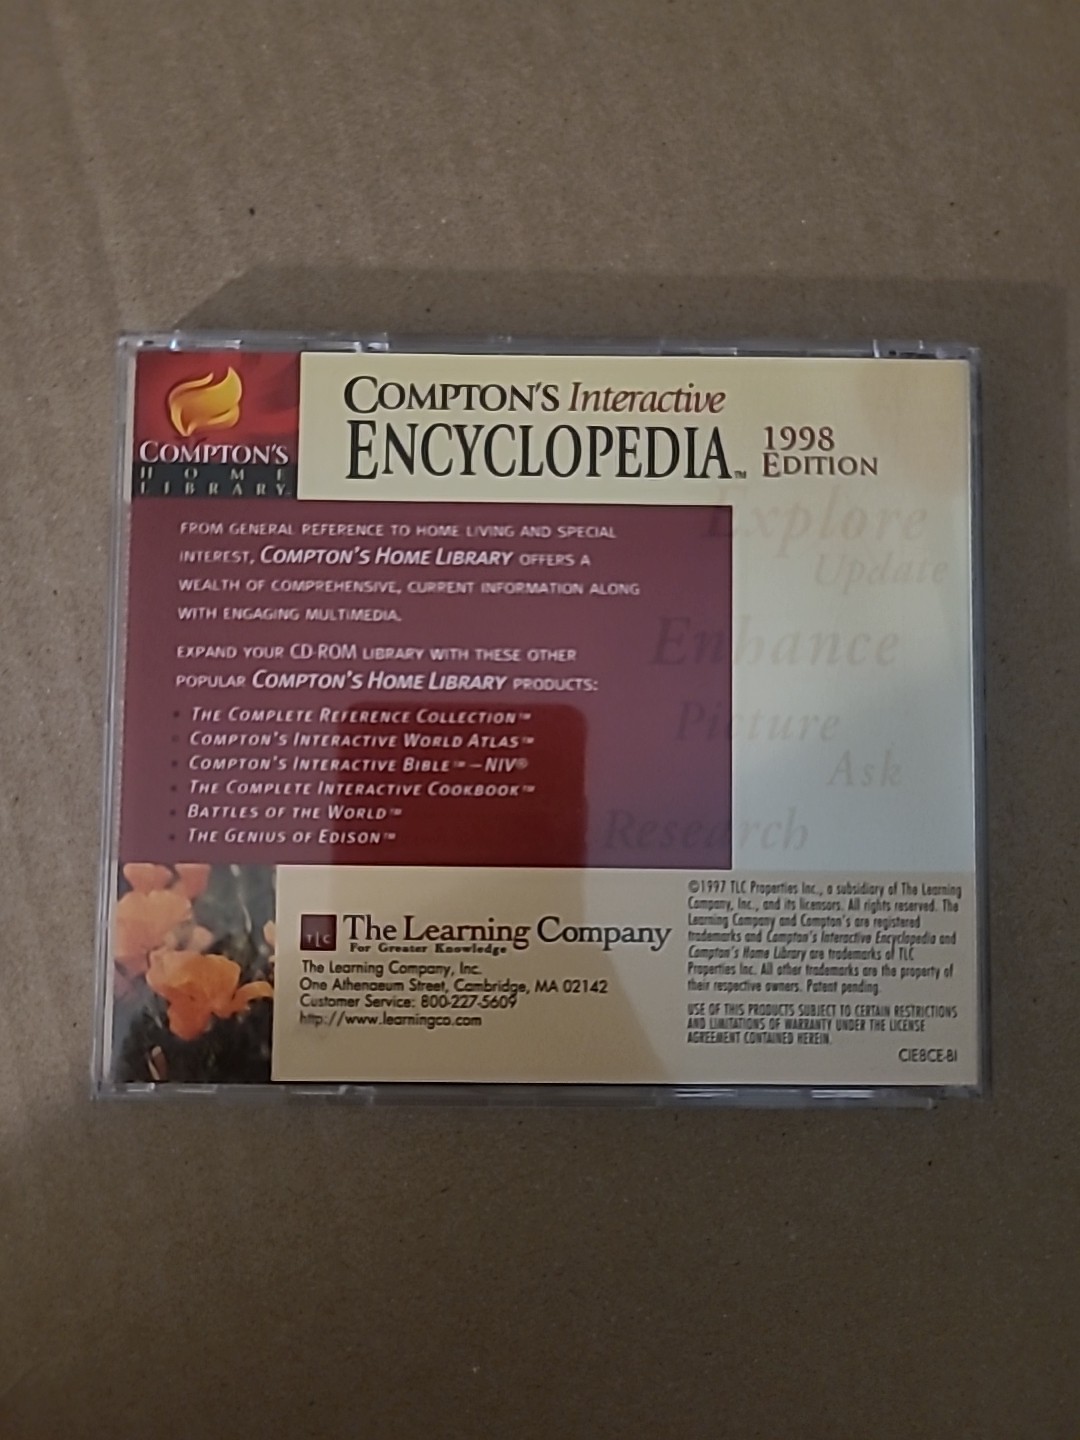 COMPTON'S
HOME
LIBRARY
COMPTON'S Interactive
ENCYCLOPEDIA™
1998
EDITION
Explore
Update
Enhance
Picture
Ask
Research
FROM GENERAL REFERENCE TO HOME LIVING AND SPECIAL
INTEREST, COMPTON'S HOME LIBRARY OFFERS A
WEALTH OF COMPREHENSIVE, CURRENT INFORMATION ALONG
WITH ENGAGING MULTIMEDIA.
EXPAND YOUR CD-ROM LIBRARY WITH THESE OTHER
POPULAR COMPTON'S HOME LIBRARY PRODUCTS:
• THE COMPLETE REFERENCE COLLECTION™
• COMPTON'S INTERACTIVE WORLD ATLAS™
• COMPTON'S INTERACTIVE BIBLE™–NIV®
• THE COMPLETE INTERACTIVE COOKBOOK™
• BATTLES OF THE WORLD™
• THE GENIUS OF EDISON™
TLC
The Learning Company
For Greater Knowledge
The Learning Company, Inc.
One Athenaeum Street, Cambridge, MA 02142
Customer Service: 800-227-5609
http://www.learningco.com
©1997 TLC Properties Inc., a subsidiary of The Learning
Company, Inc., and its licensors. All rights reserved. The
Learning Company and Compton's are registered
trademarks and Compton's Interactive Encyclopedia and
Compton's Home Library are trademarks of TLC
Properties Inc. All other trademarks are the property of
their respective owners. Patent pending.
USE OF THIS PRODUCTS SUBJECT TO CERTAIN RESTRICTIONS
AND LIMITATIONS OF WARRANTY UNDER THE LICENSE
AGREEMENT CONTAINED HEREIN.
CIE8CE-BI